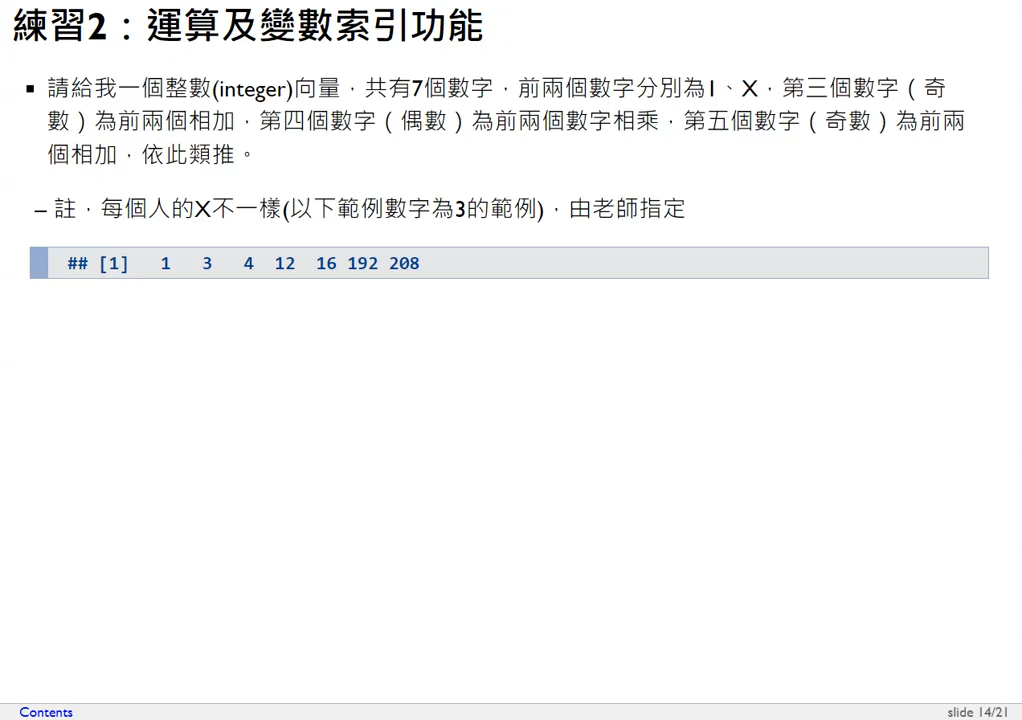 練習2：運算及變數索引功能
▪ 請給我一個整數(integer)向量，共有7個數字，前兩個數字分別為1、X，第三個數字（奇
數）為前兩個相加，第四個數字（偶數）為前兩個數字相乘，第五個數字（奇數）為前兩
個相加，依此類推。
– 註，每個人的X不一樣(以下範例數字為3的範例)，由老師指定
## [1]   1   3   4  12  16 192 208
Contents
slide 14/21